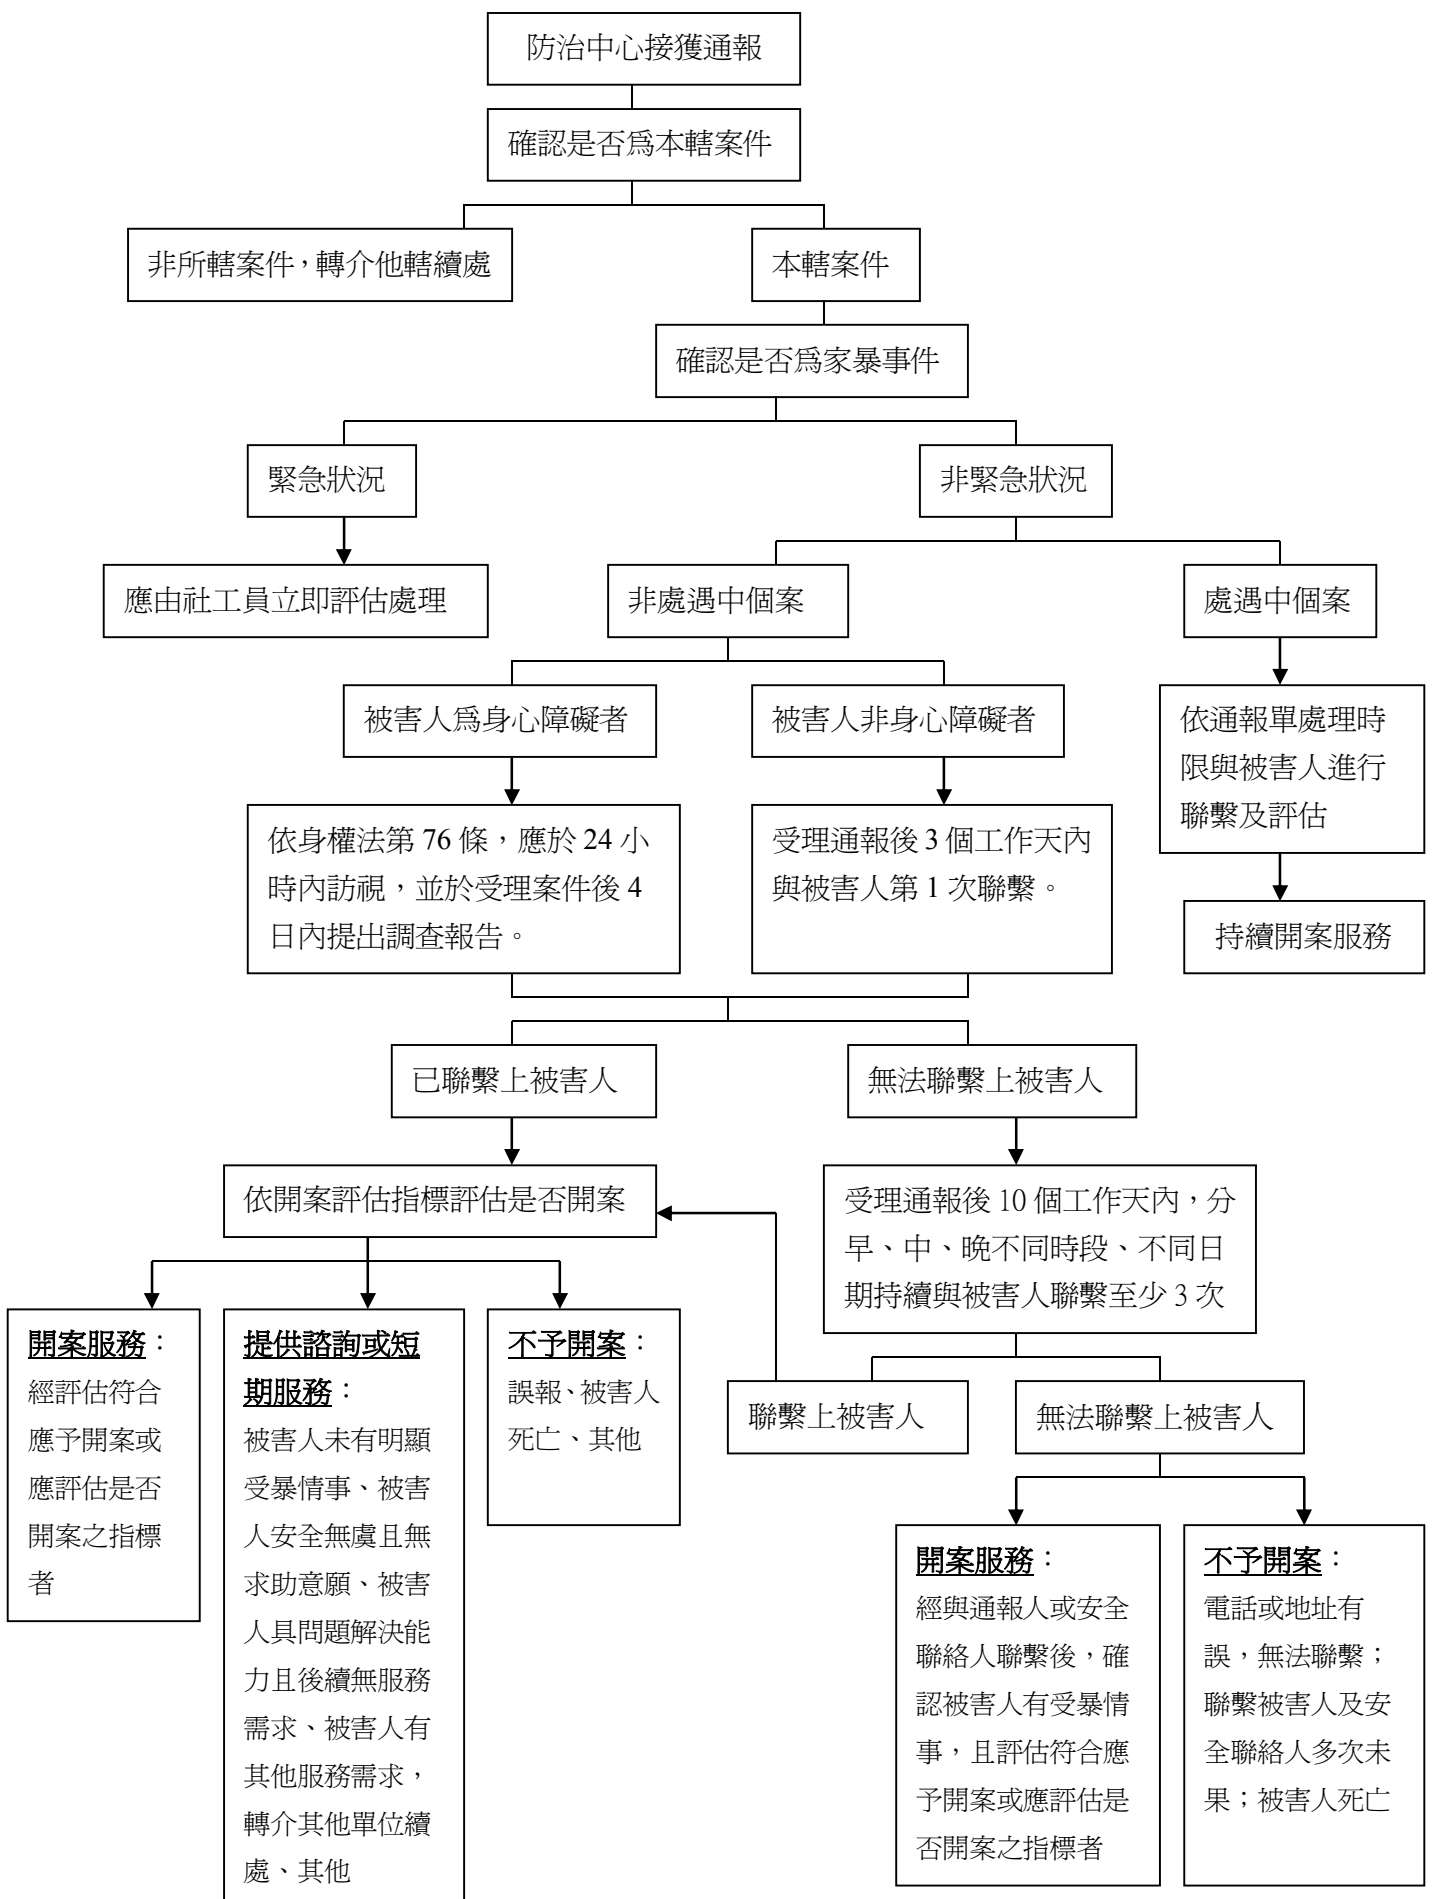 防治中心接獲通報
確認是否為本轄案件
非所轄案件，轉介他轄續處
本轄案件
確認是否為家暴事件
緊急狀況
非緊急狀況
應由社工員立即評估處理
非處遇中個案
處遇中個案
被害人為身心障礙者
被害人非身心障礙者
依通報單處理時
限與被害人進行
聯繫及評估
依身權法第 76 條，應於 24 小
時內訪視，並於受理案件後 4
日內提出調查報告。
受理通報後 3 個工作天內
與被害人第 1 次聯繫。
持續開案服務
已聯繫上被害人
無法聯繫上被害人
依開案評估指標評估是否開案
受理通報後 10 個工作天內，分
早、中、晚不同時段、不同日
期持續與被害人聯繫至少 3 次
開案服務：
經評估符合
應予開案或
應評估是否
開案之指標
者
提供諮詢或短
期服務：
被害人未有明顯
受暴情事、被害
人安全無虞且無
求助意願、被害
人具問題解決能
力且後續無服務
需求、被害人有
其他服務需求，
轉介其他單位續
處、其他
不予開案：
誤報、被害人
死亡、其他
聯繫上被害人
無法聯繫上被害人
開案服務：
經與通報人或安全
聯絡人聯繫後，確
認被害人有受暴情
事，且評估符合應
予開案或應評估是
否開案之指標者
不予開案：
電話或地址有
誤，無法聯繫；
聯繫被害人及安
全聯絡人多次未
果；被害人死亡